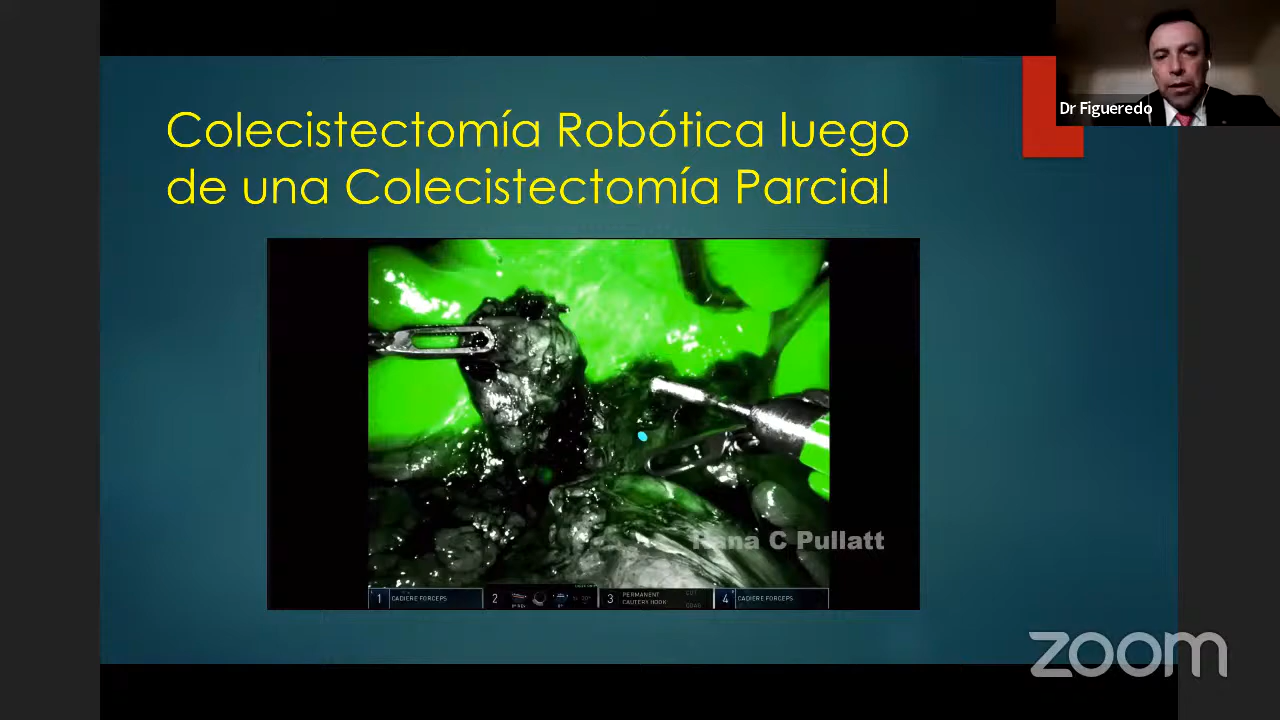 Dr Figueredo
Colecistectomía Robótica luego
de una Colecistectomía Parcial
Rana C Pullatt
1 CADIERE FORCEPS
2
3 PERMANENT
CAUTERY HOOK
4 CADIERE FORCEPS
zoom